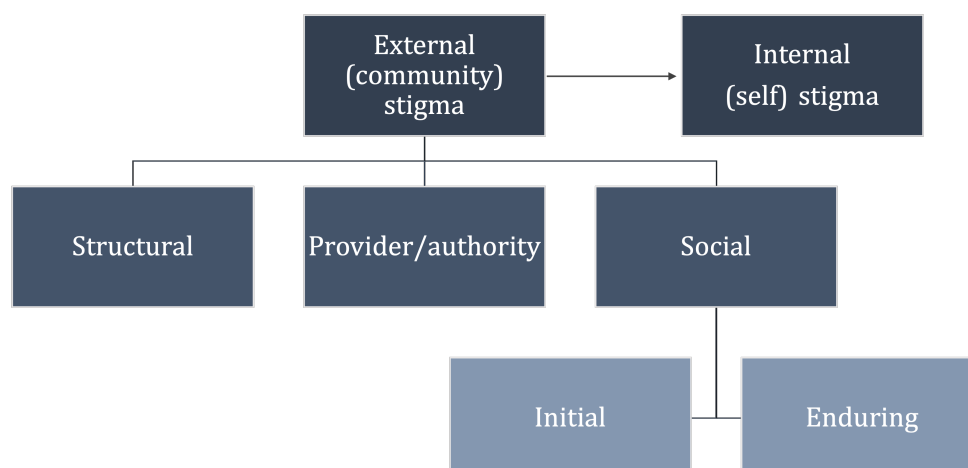 External
(community)
stigma
Internal
(self) stigma
Structural
Provider/authority
Social
Initial
Enduring